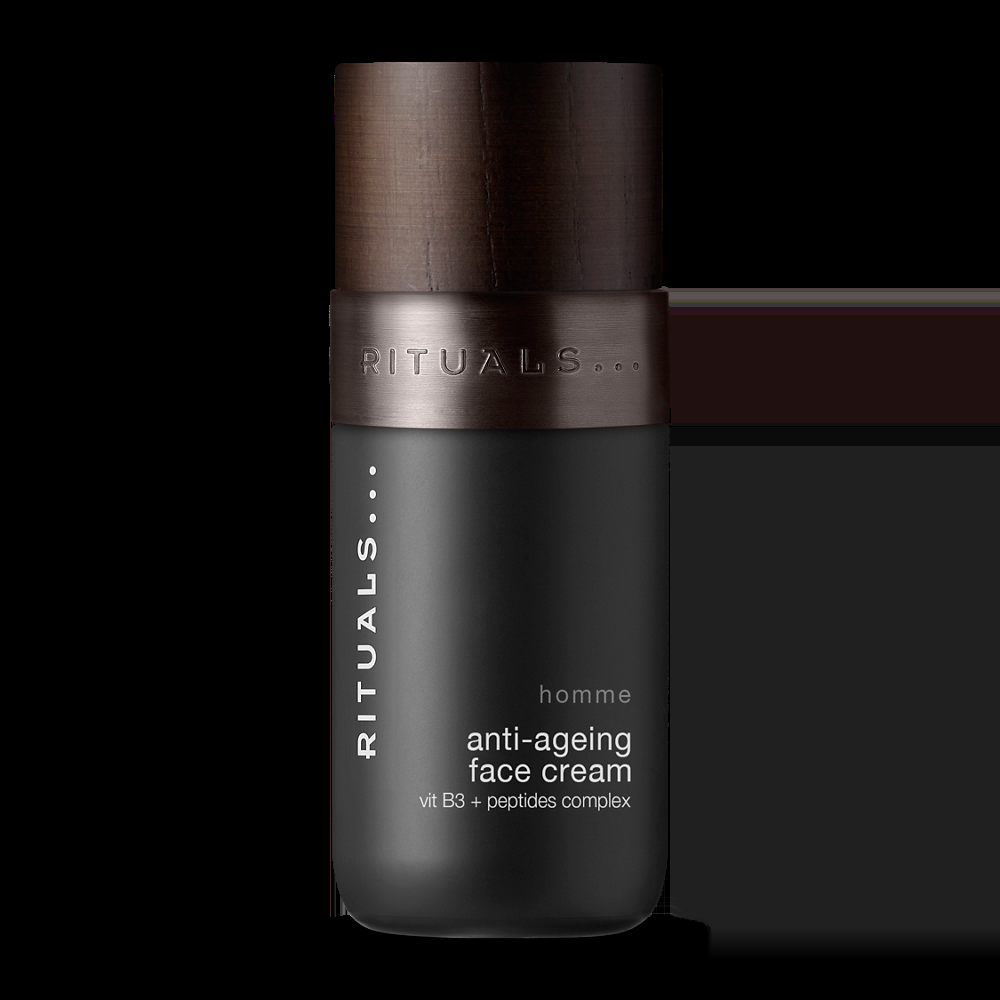 RITUALS...
RITUALS...
homme
anti-ageing
face cream
vit B3 + peptides complex